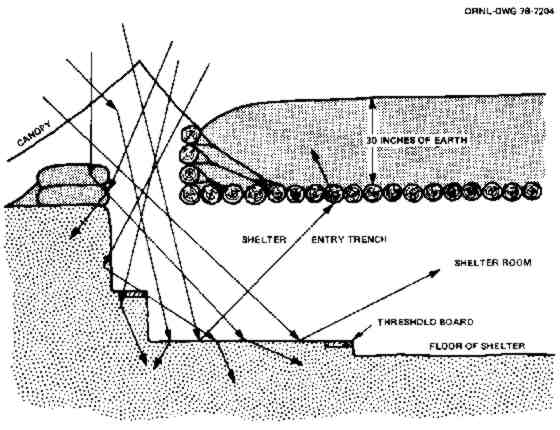 ORNL-DWG 78-7204
CANOPY
30 INCHES OF EARTH
SHELTER ENTRY TRENCH
SHELTER ROOM
THRESHOLD BOARD
FLOOR OF SHELTER